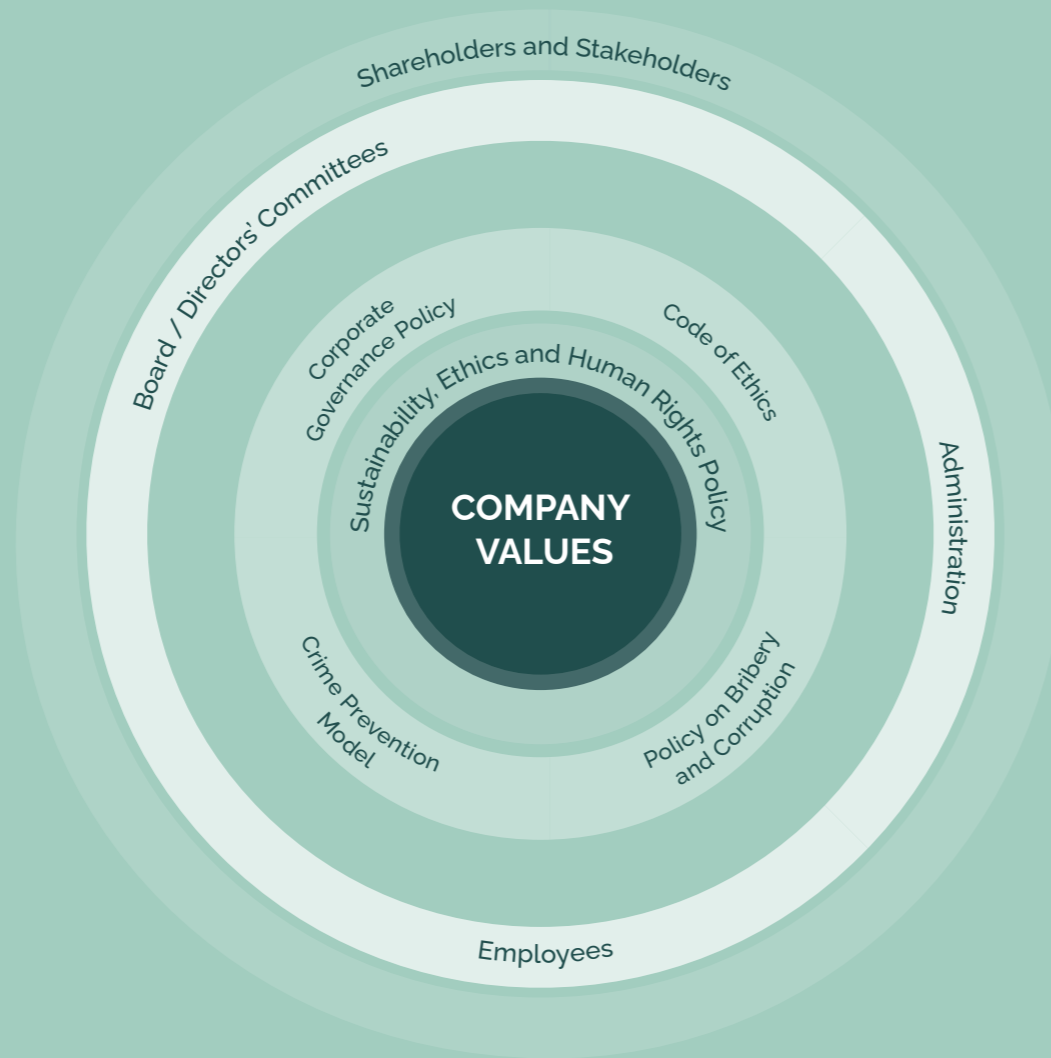 Shareholders and Stakeholders
Board / Directors’ Committees
Administration
Employees
Corporate
Governance Policy
Code of Ethics
Crime Prevention
Model
Policy on Bribery
and Corruption
Sustainability, Ethics and Human Rights Policy
COMPANY
VALUES